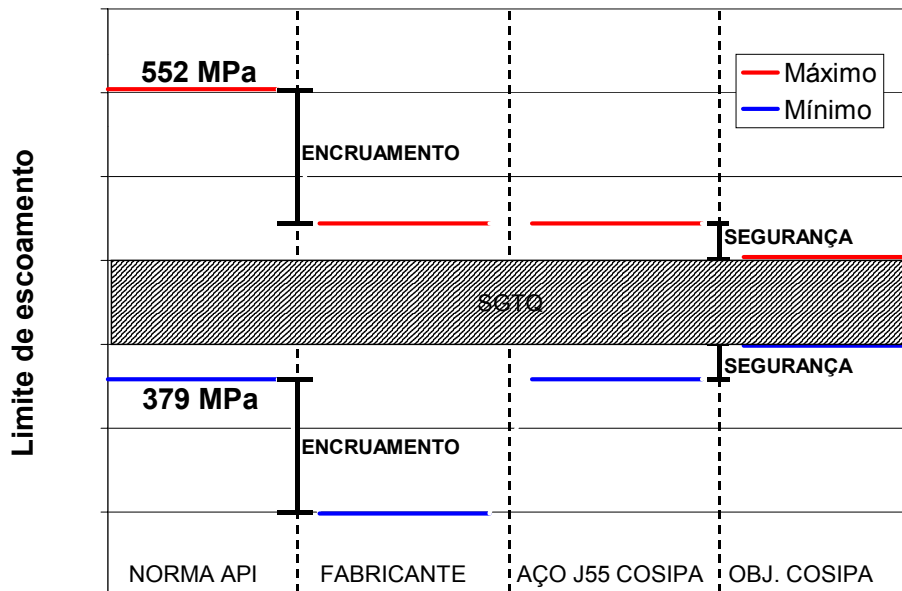 552 MPa
Máximo
Mínimo
ENCRUAMENTO
SEGURANÇA
Limite de escoamento
SGTQ
SEGURANÇA
379 MPa
ENCRUAMENTO
NORMA API
FABRICANTE
AÇO J55 COSIPA
OBJ. COSIPA